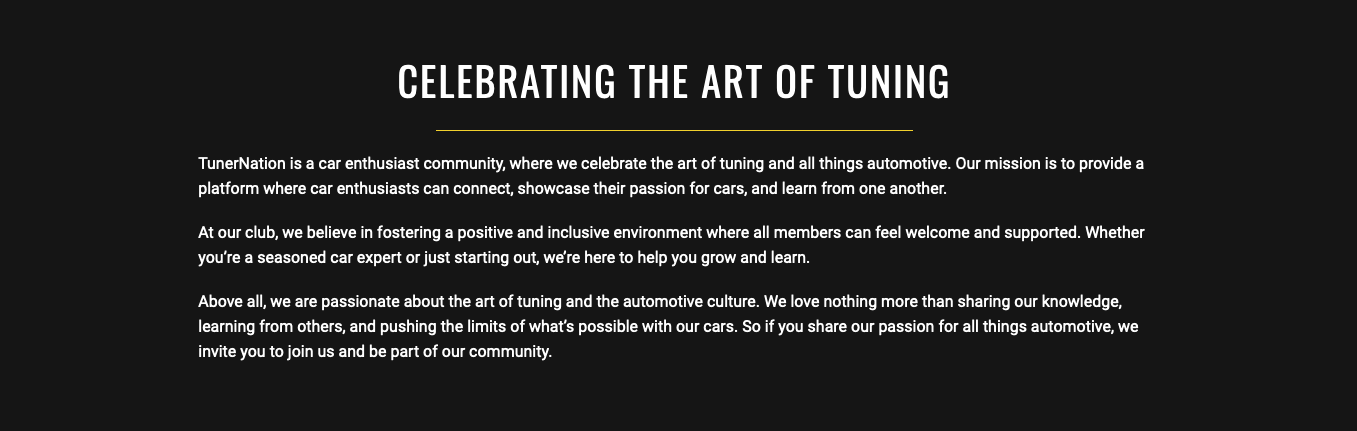 CELEBRATING THE ART OF TUNING
TunerNation is a car enthusiast community, where we celebrate the art of tuning and all things automotive. Our mission is to provide a
platform where car enthusiasts can connect, showcase their passion for cars, and learn from one another.
At our club, we believe in fostering a positive and inclusive environment where all members can feel welcome and supported. Whether
you’re a seasoned car expert or just starting out, we’re here to help you grow and learn.
Above all, we are passionate about the art of tuning and the automotive culture. We love nothing more than sharing our knowledge,
learning from others, and pushing the limits of what’s possible with our cars. So if you share our passion for all things automotive, we
invite you to join us and be part of our community.